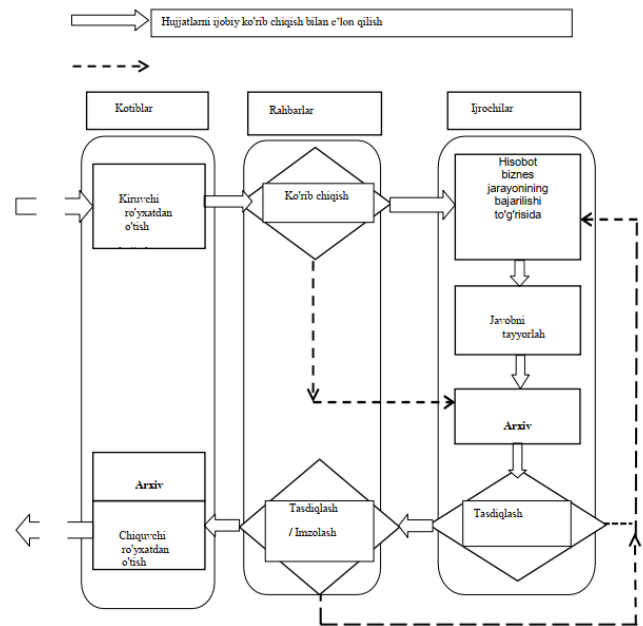 Hujjatlarni ijobiy ko'rib chiqish bilan e'lon qilish
Kotiblar
Rahbarlar
Ijrochilar
Kiruvchi
ro'yxatdan
o'tish
Ko'rib chiqish
Hisobot
biznes
jarayonining
bajarilishi
to'g'risida
Javobni
tayyorlash
Arxiv
Arxiv
Chiquvchi
ro'yxatdan
o'tish
Tasdiqlash
/ Imzolash
Tasdiqlash